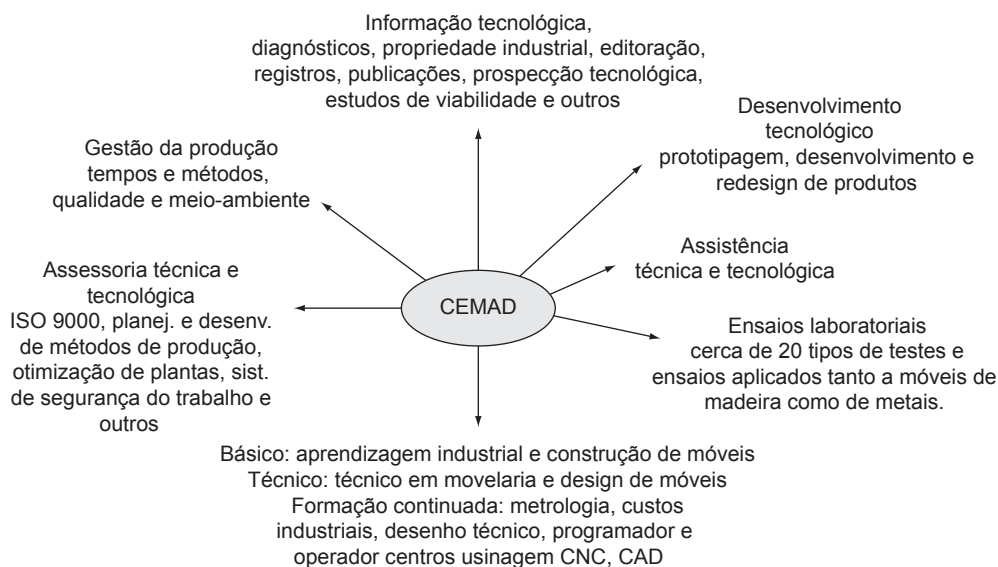 Informação tecnológica,
diagnósticos, propriedade industrial, editoração,
registros, publicações, prospecção tecnológica,
estudos de viabilidade e outros
Desenvolvimento
tecnológico
prototipagem, desenvolvimento e
redesign de produtos
Gestão da produção
tempos e métodos,
qualidade e meio-ambiente
Assistência
técnica e tecnológica
Assessoria técnica e
tecnológica
ISO 9000, planej. e desenv.
de métodos de produção,
otimização de plantas, sist.
de segurança do trabalho e
outros
CEMAD
Ensaios laboratoriais
cerca de 20 tipos de testes e
ensaios aplicados tanto a móveis de
madeira como de metais.
Básico: aprendizagem industrial e construção de móveis
Técnico: técnico em movelaria e design de móveis
Formação continuada: metrologia, custos
industriais, desenho técnico, programador e
operador centros usinagem CNC, CAD